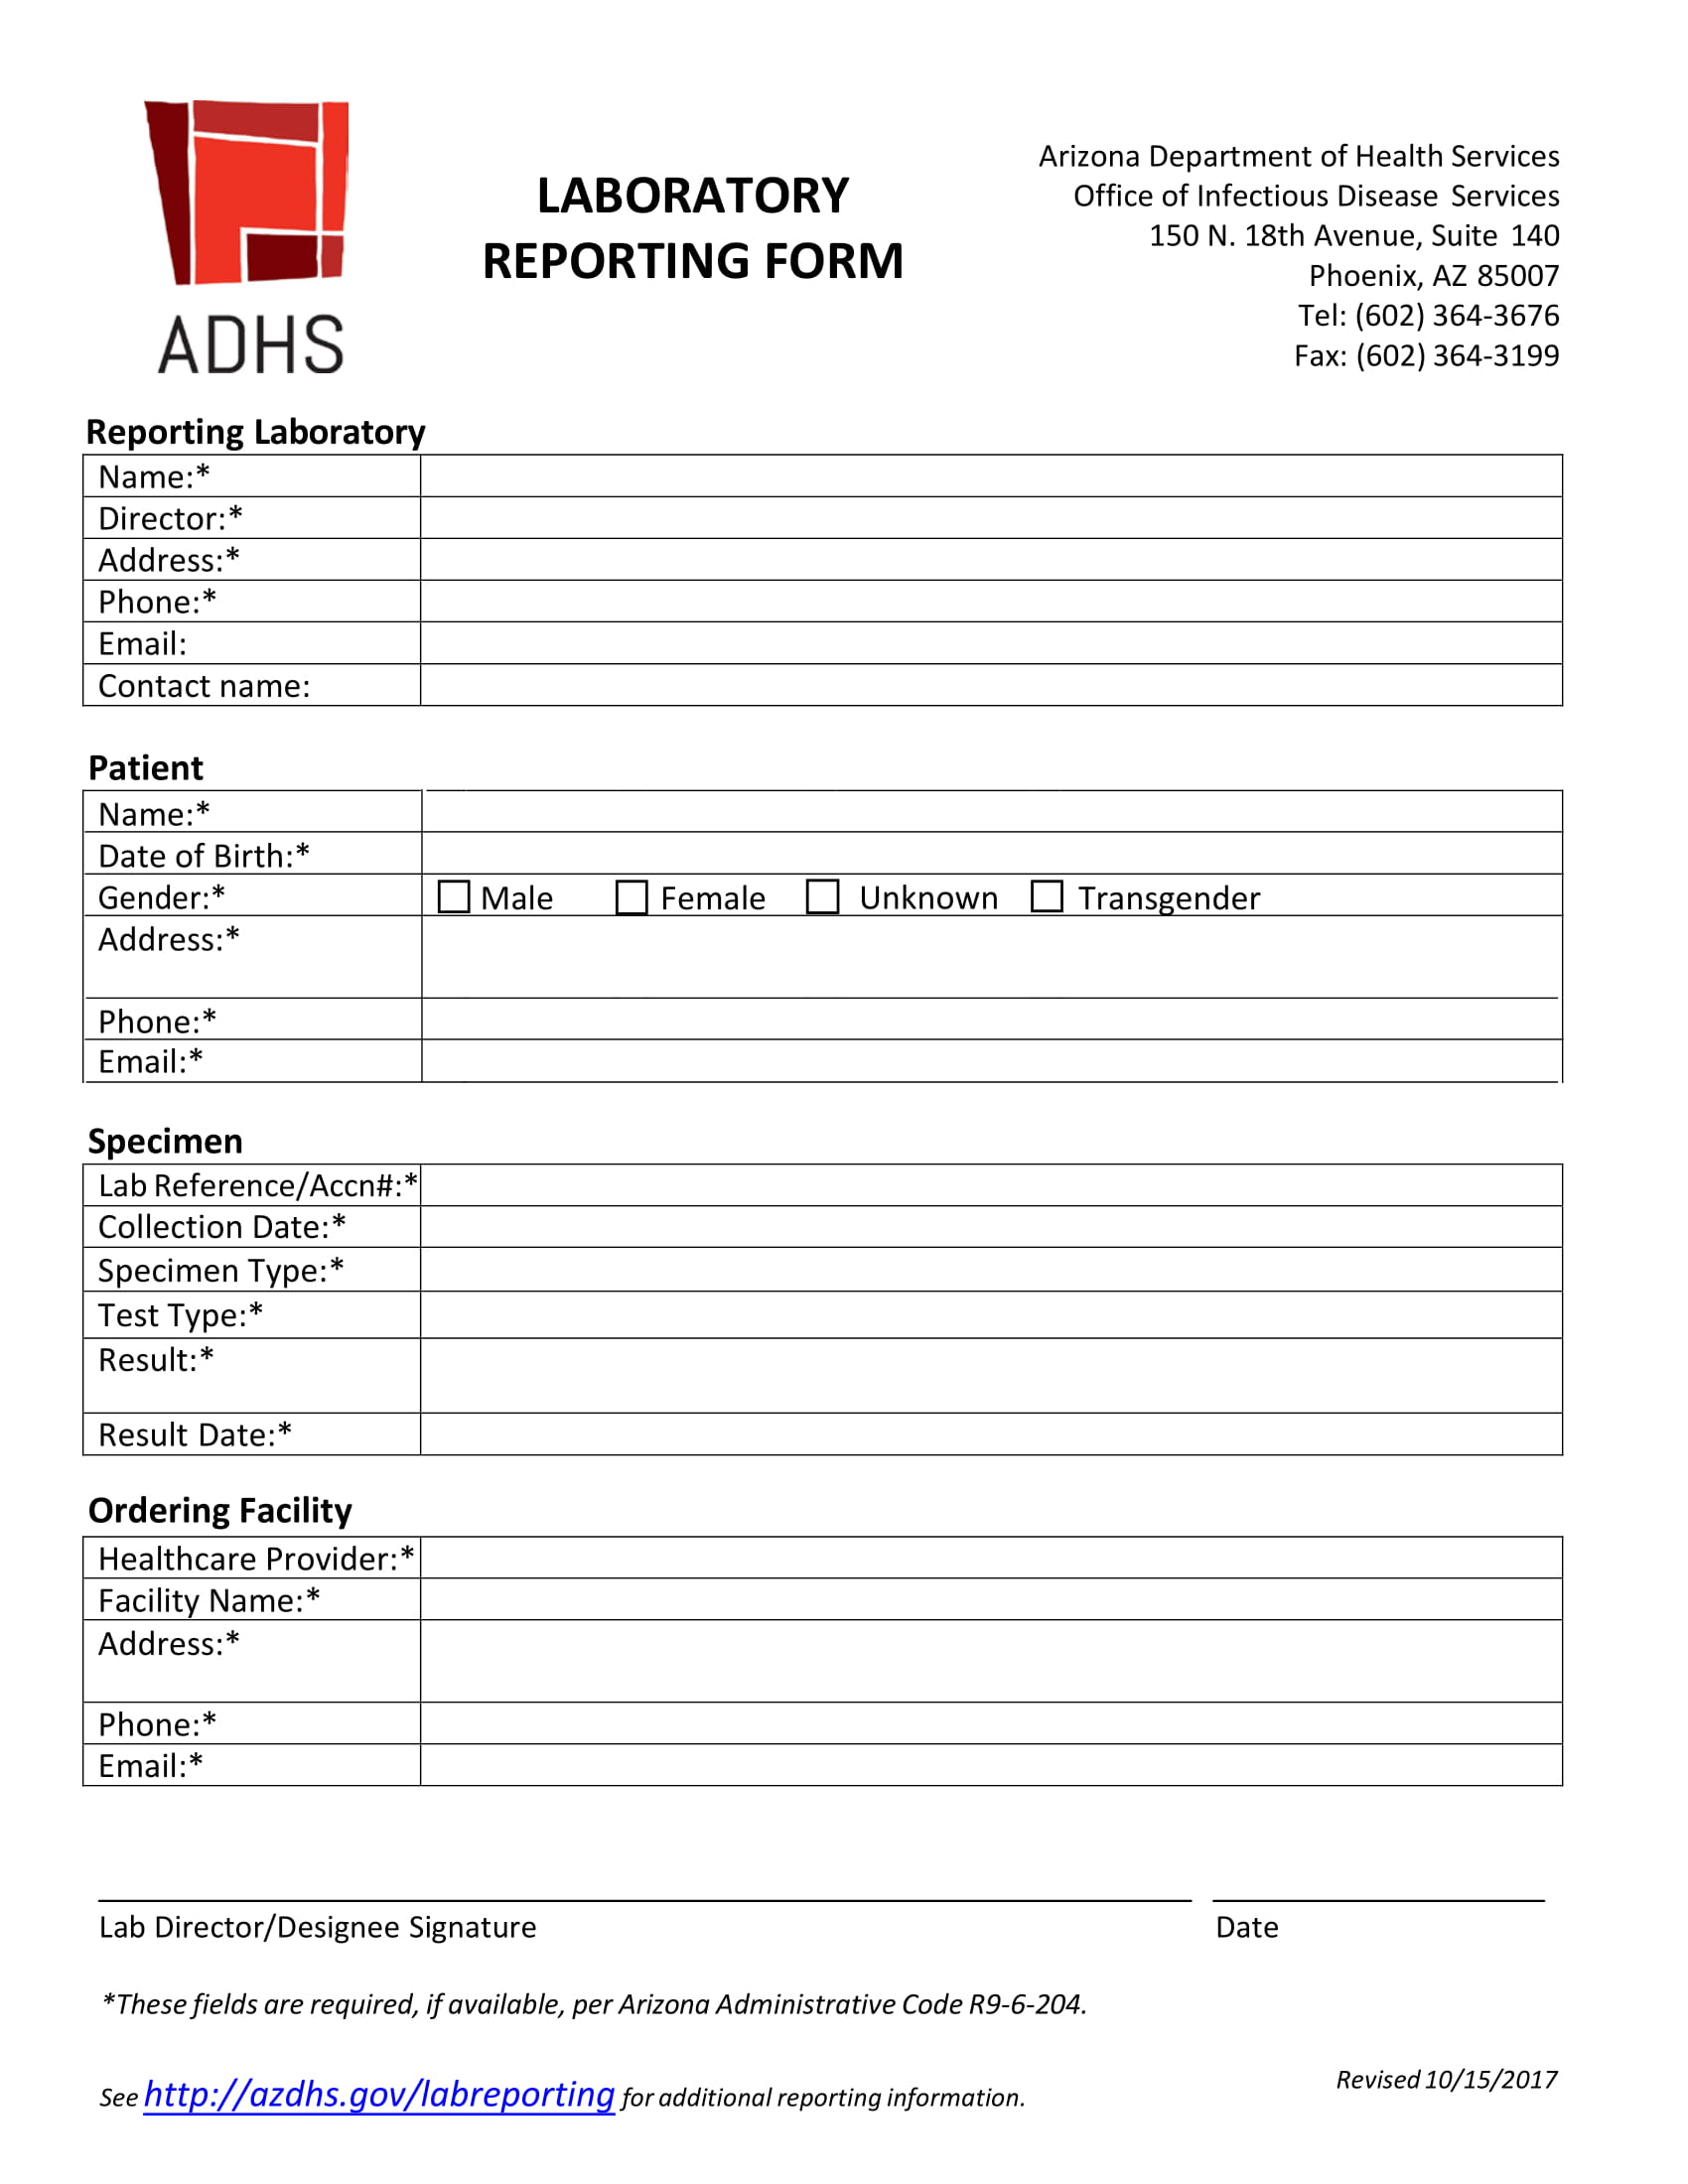 ADHS
LABORATORY
REPORTING FORM
Arizona Department of Health Services
Office of Infectious Disease Services
150 N. 18th Avenue, Suite 140
Phoenix, AZ 85007
Tel: (602) 364-3676
Fax: (602) 364-3199
Reporting Laboratory
Name:*
Director:*
Address:*
Phone:*
Email:
Contact name:
Patient
Name:*
Date of Birth:*
Gender:* Male Female Unknown Transgender
Address:*
Phone:*
Email:*
Specimen
Lab Reference/Accn#:*
Collection Date:*
Specimen Type:*
Test Type:*
Result:*
Result Date:*
Ordering Facility
Healthcare Provider:*
Facility Name:*
Address:*
Phone:*
Email:*
Lab Director/Designee Signature Date
*These fields are required, if available, per Arizona Administrative Code R9-6-204.
See http://azdhs.gov/labreporting for additional reporting information.
Revised 10/15/2017